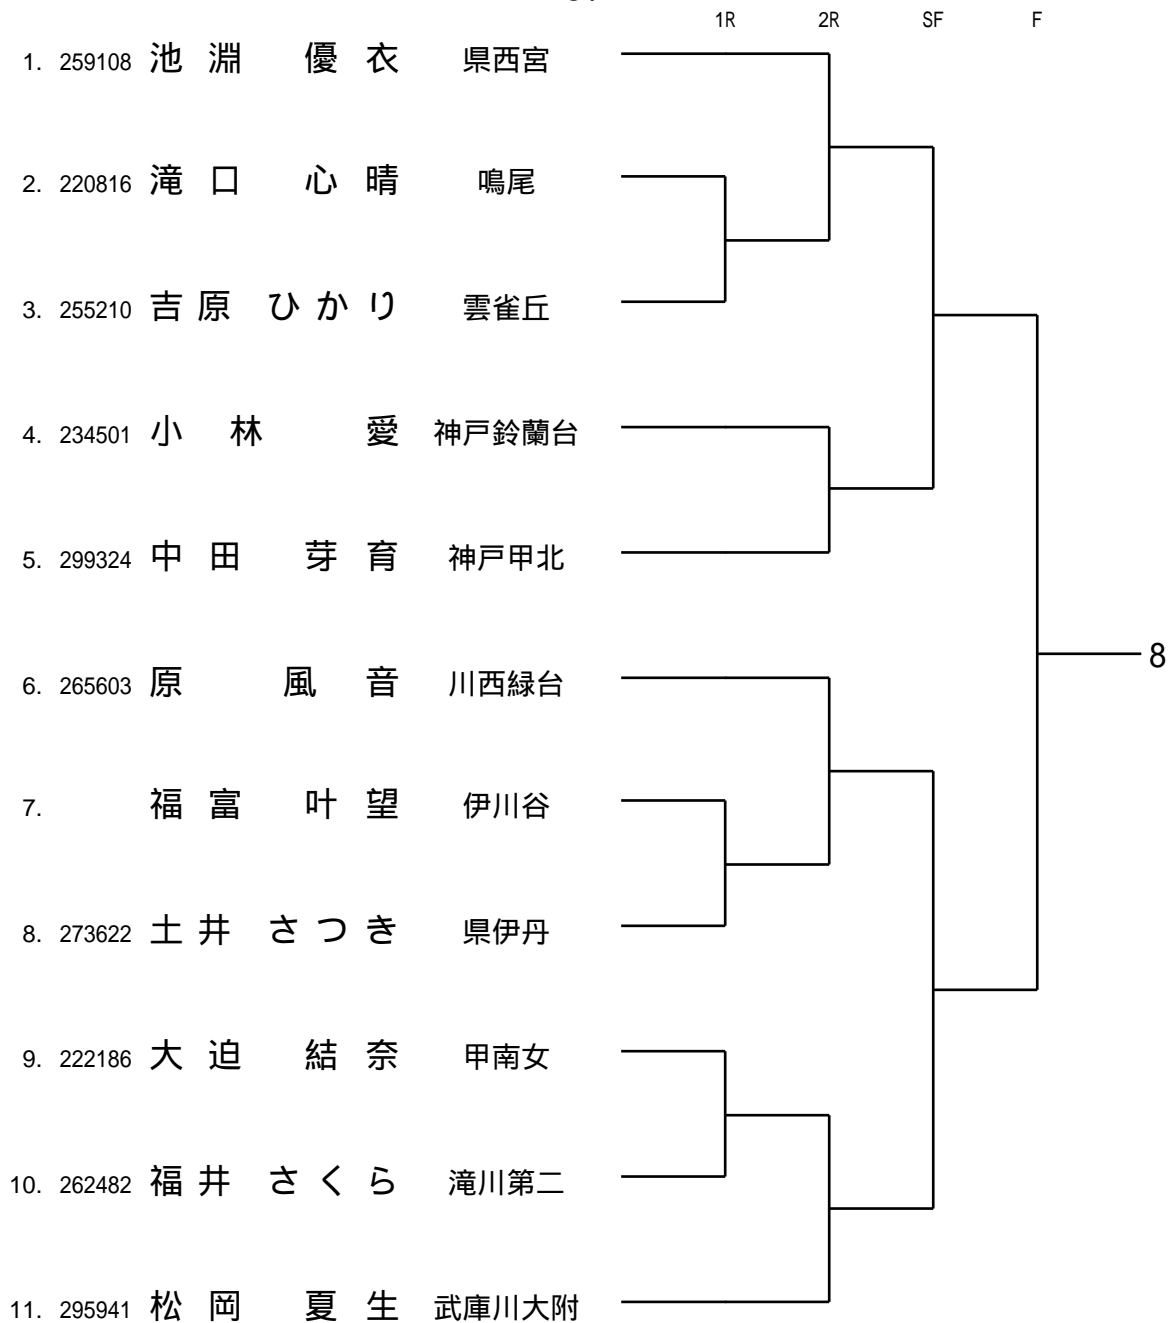 1R 2R SF F
1. 259108 池淵 優衣 県西宮
2. 220816 滝口 心晴 鳴尾
3. 255210 吉原 ひかり 雲雀丘
4. 234501 小林 愛 神戸鈴蘭台
5. 299324 中田 芽育 神戸甲北
6. 265603 原 風音 川西緑台
8
7. 福富 叶望 伊川谷
8. 273622 土井 さつき 県伊丹
9. 222186 大迫 結奈 甲南女
10. 262482 福井 さくら 滝川第二
11. 295941 松岡 夏生 武庫川大附